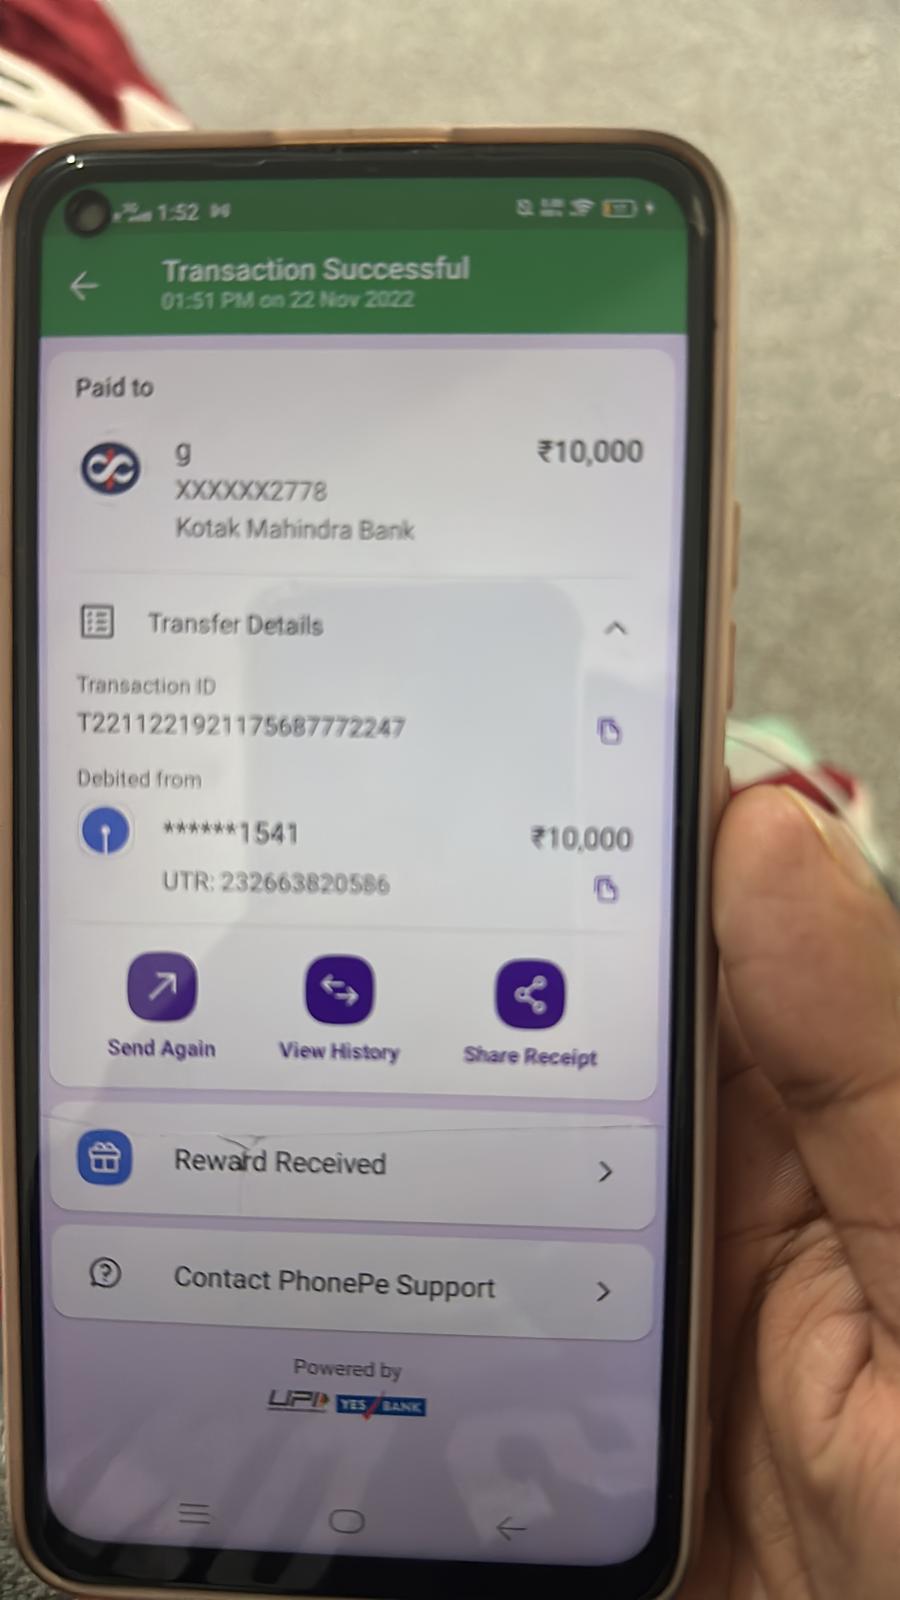 1:52
Transaction Successful
01:51 PM on 22 Nov 2022
Paid to
g
₹10,000
XXXXXX2778
Kotak Mahindra Bank
Transfer Details
Transaction ID
T2211221921175687772247
Debited from
******1541
₹10,000
UTR: 232663820586
Send Again
View History
Share Receipt
Reward Received
Contact PhonePe Support
Powered by
UPI YES BANK